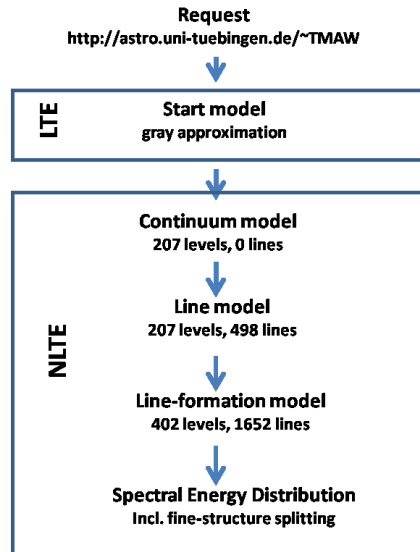 Request
http://astro.uni-tuebingen.de/~TMAW
LTE
Start model
gray approximation
NLTE
Continuum model
207 levels, 0 lines
Line model
207 levels, 498 lines
Line-formation model
402 levels, 1652 lines
Spectral Energy Distribution
Incl. fine-structure splitting